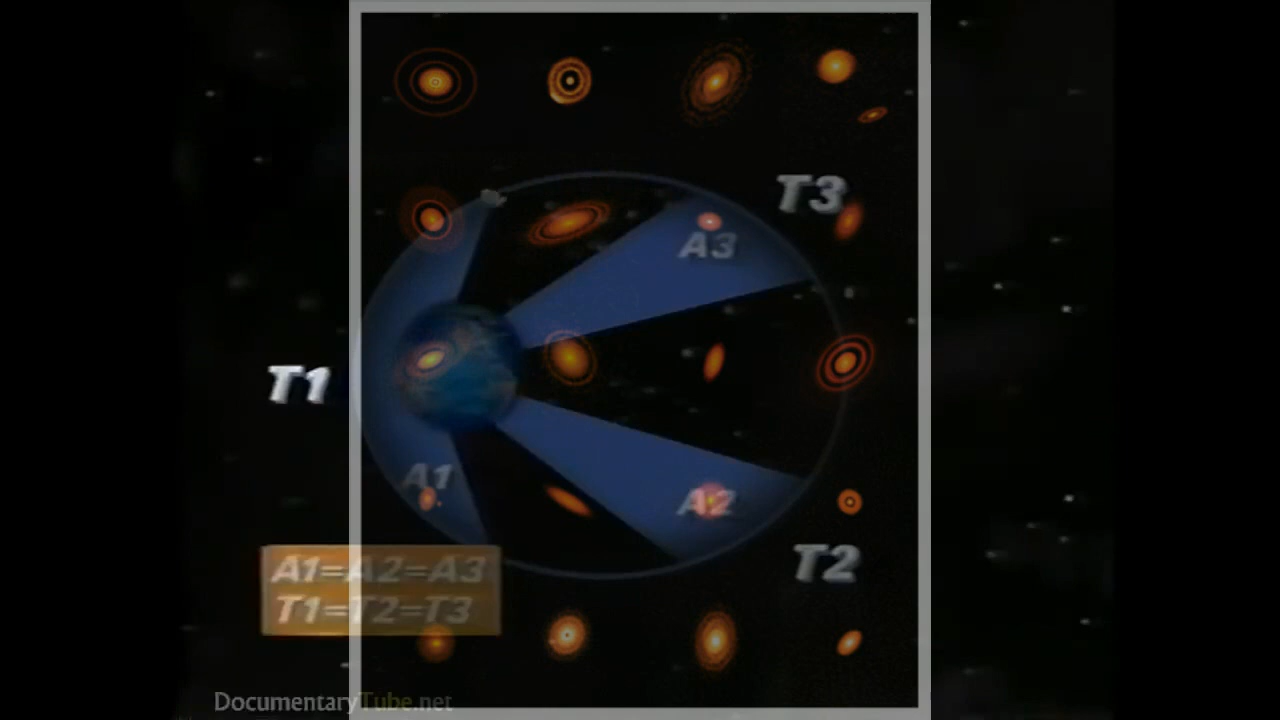 T3
A3
T1
A1
A2
T2
A1=A2=A3
T1=T2=T3
DocumentaryTube.net